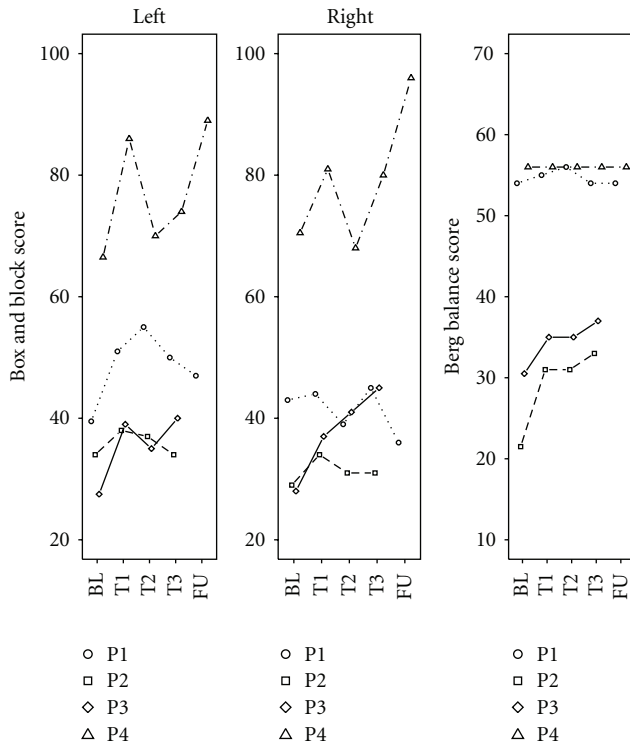 Left
Right
Box and block score
100
80
60
40
20
BL
T1
T2
T3
FU
P1
P2
P3
P4
100
80
60
40
20
BL
T1
T2
T3
FU
P1
P2
P3
P4
Berg balance score
70
60
50
40
30
20
10
BL
T1
T2
T3
FU
P1
P2
P3
P4